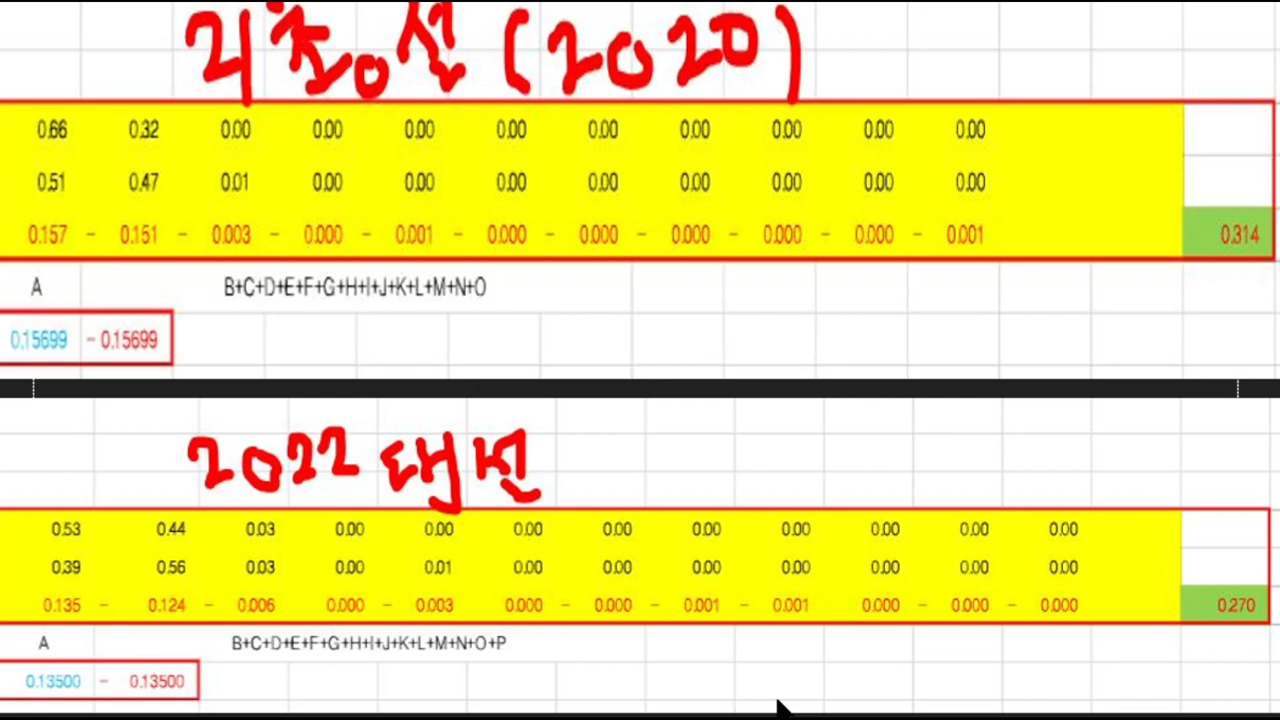 리총선(2020)
0.66 0.32 0.00 0.00 0.00 0.00 0.00 0.00 0.00 0.00 0.00
0.51 0.47 0.01 0.00 0.00 0.00 0.00 0.00 0.00 0.00 0.00
0.157 - 0.151 - 0.003 - 0.000 - 0.001 - 0.000 - 0.000 - 0.000 - 0.000 - 0.000 - 0.001 0.314
A B+C+D+E+F+G+H+I+J+K+L+M+N+O
0.15699 - 0.15699
2022 대선
0.53 0.44 0.03 0.00 0.00 0.00 0.00 0.00 0.00 0.00 0.00 0.00
0.39 0.56 0.03 0.00 0.01 0.00 0.00 0.00 0.00 0.00 0.00 0.00
0.135 - 0.124 - 0.006 0.000 - 0.003 0.000 - 0.000 - 0.001 - 0.001 0.000 - 0.000 - 0.000 0.270
A B+C+D+E+F+G+H+I+J+K+L+M+N+O+P
0.13500 - 0.13500